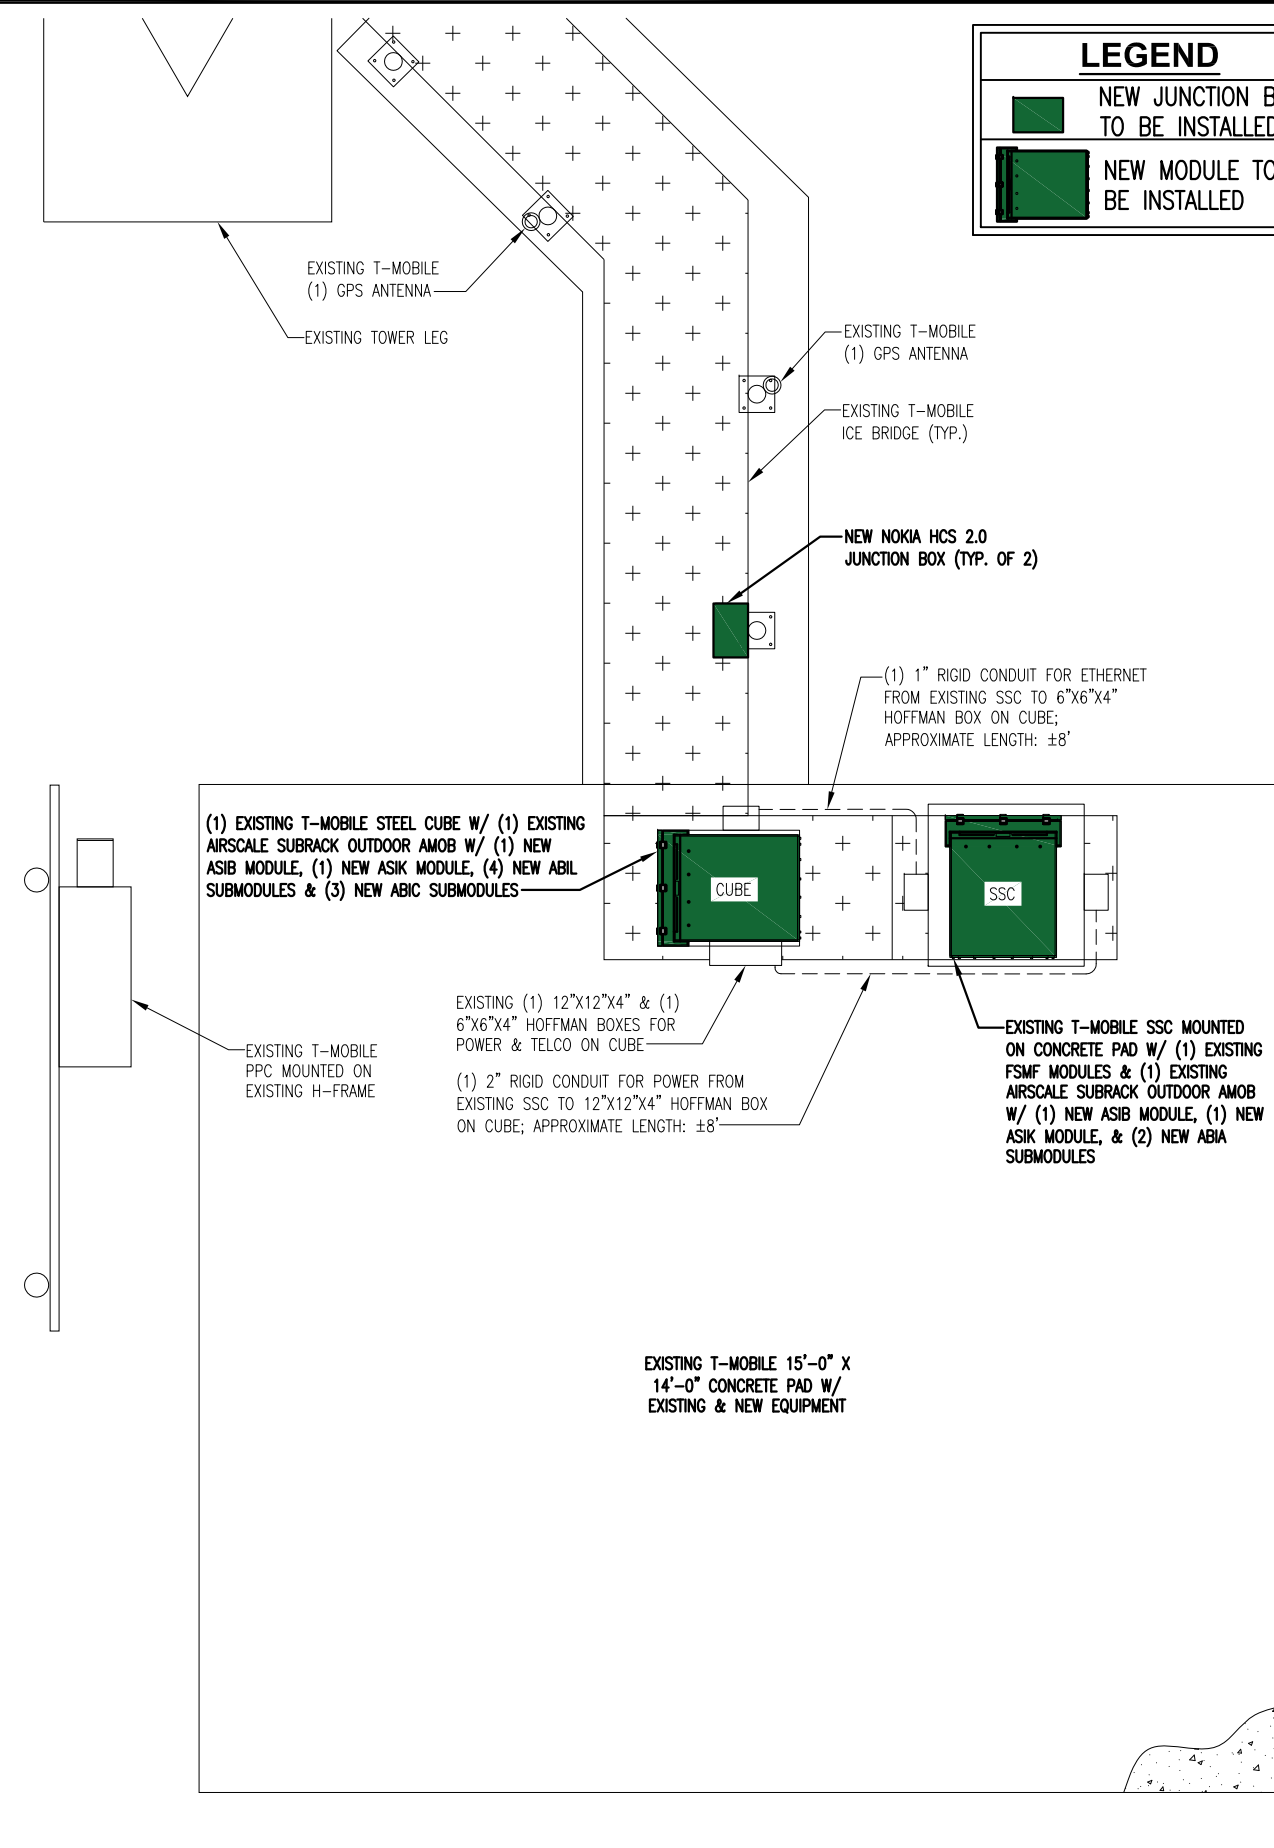 LEGEND
NEW JUNCTION B
TO BE INSTALLED
NEW MODULE TO
BE INSTALLED
EXISTING T-MOBILE
(1) GPS ANTENNA
EXISTING TOWER LEG
EXISTING T-MOBILE
(1) GPS ANTENNA
EXISTING T-MOBILE
ICE BRIDGE (TYP.)
NEW NOKIA HCS 2.0
JUNCTION BOX (TYP. OF 2)
(1) 1" RIGID CONDUIT FOR ETHERNET
FROM EXISTING SSC TO 6"X6"X4"
HOFFMAN BOX ON CUBE;
APPROXIMATE LENGTH: ±8'
(1) EXISTING T-MOBILE STEEL CUBE W/ (1) EXISTING
AIRSCALE SUBRACK OUTDOOR AMOB W/ (1) NEW
ASIB MODULE, (1) NEW ASIK MODULE, (4) NEW ABIL
SUBMODULES & (3) NEW ABIC SUBMODULES
CUBE
SSC
EXISTING (1) 12"X12"X4" & (1)
6"X6"X4" HOFFMAN BOXES FOR
POWER & TELCO ON CUBE
(1) 2" RIGID CONDUIT FOR POWER FROM
EXISTING SSC TO 12"X12"X4" HOFFMAN BOX
ON CUBE; APPROXIMATE LENGTH: ±8'
EXISTING T-MOBILE
PPC MOUNTED ON
EXISTING H-FRAME
EXISTING T-MOBILE SSC MOUNTED
ON CONCRETE PAD W/ (1) EXISTING
FSMF MODULES & (1) EXISTING
AIRSCALE SUBRACK OUTDOOR AMOB
W/ (1) NEW ASIB MODULE, (1) NEW
ASIK MODULE, & (2) NEW ABIA
SUBMODULES
EXISTING T-MOBILE 15'-0" X
14'-0" CONCRETE PAD W/
EXISTING & NEW EQUIPMENT